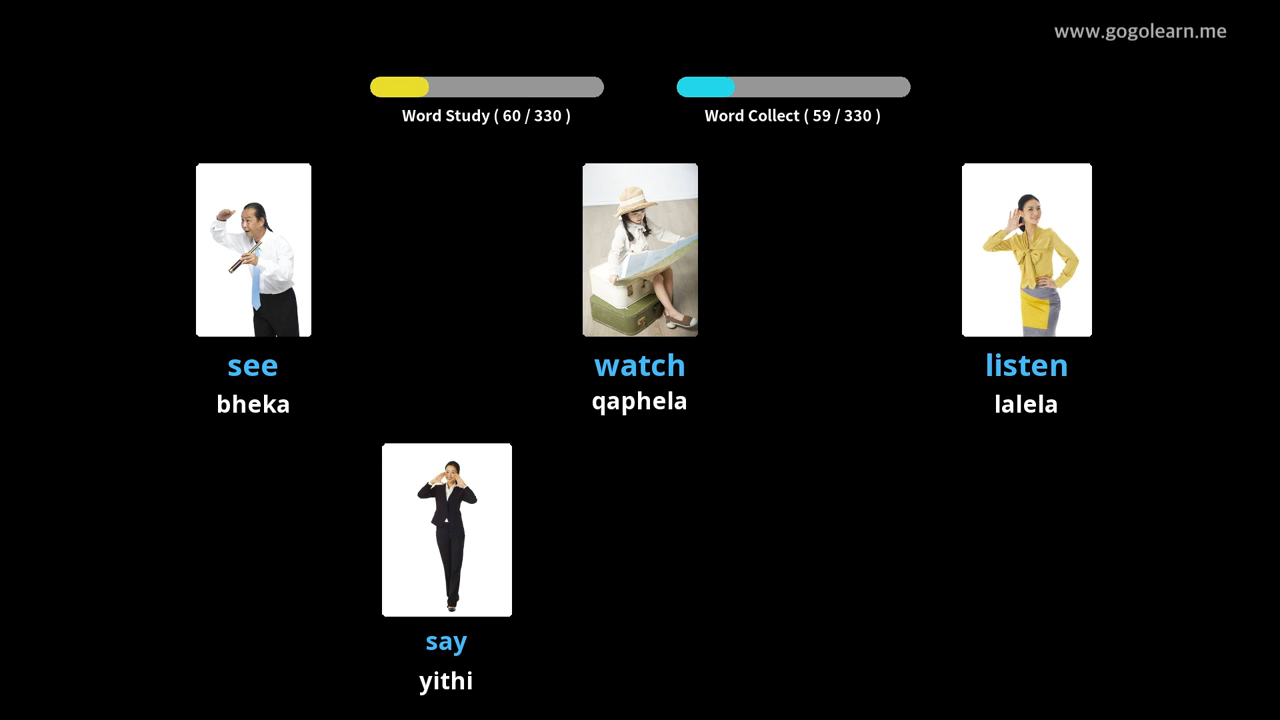 www.gogolearn.me
Word Study ( 60 / 330 )
Word Collect ( 59 / 330 )
see
bheka
watch
qaphela
listen
lalela
say
yithi